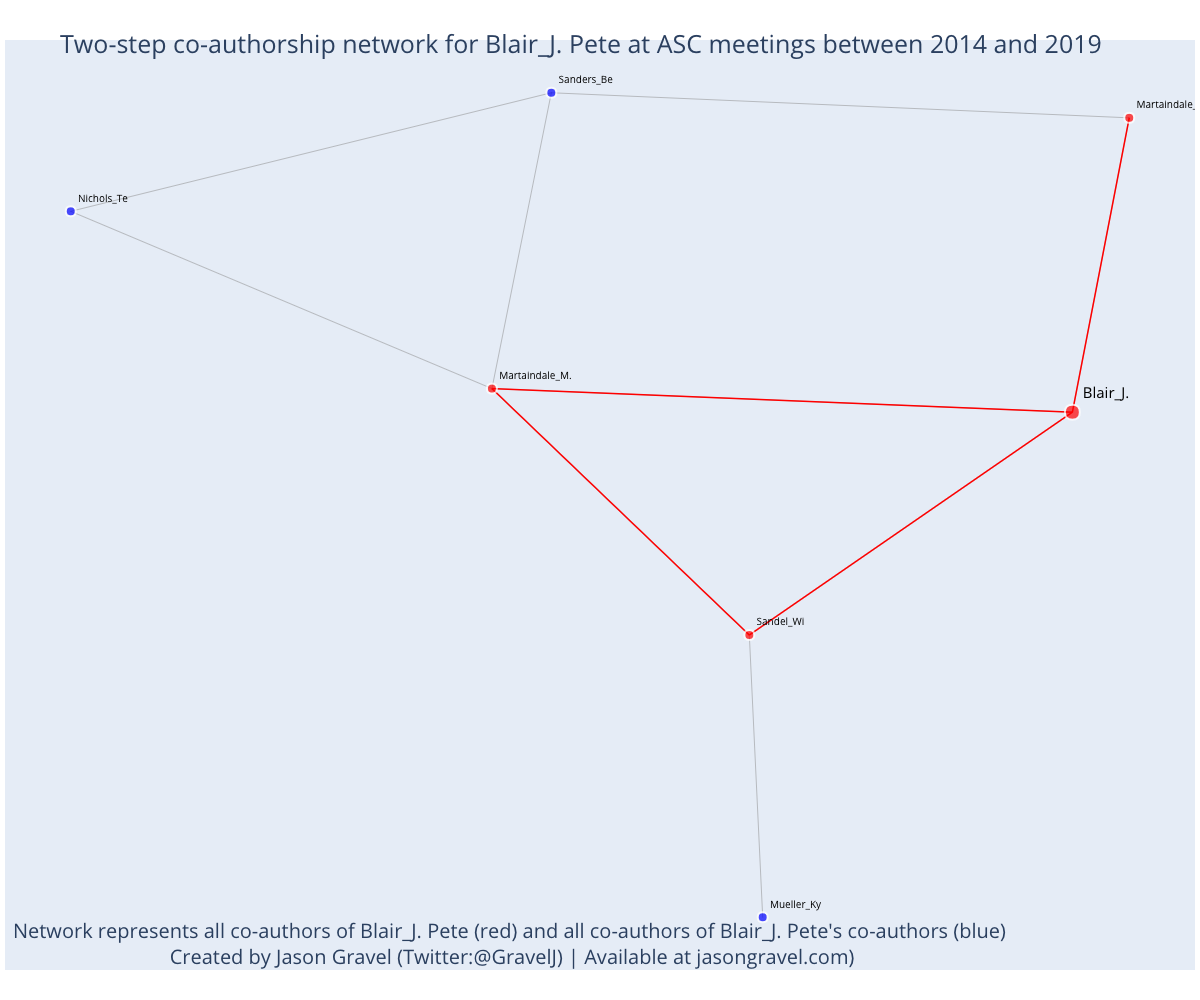 Two-step co-authorship network for Blair_J. Pete at ASC meetings between 2014 and 2019
Sanders_Be
Martaindale_
Nichols_Te
Martaindale_M.
Blair_J.
Sandel_Wi
Mueller_Ky
Network represents all co-authors of Blair_J. Pete (red) and all co-authors of Blair_J. Pete's co-authors (blue)
Created by Jason Gravel (Twitter:@GravelJ) | Available at jasongravel.com)